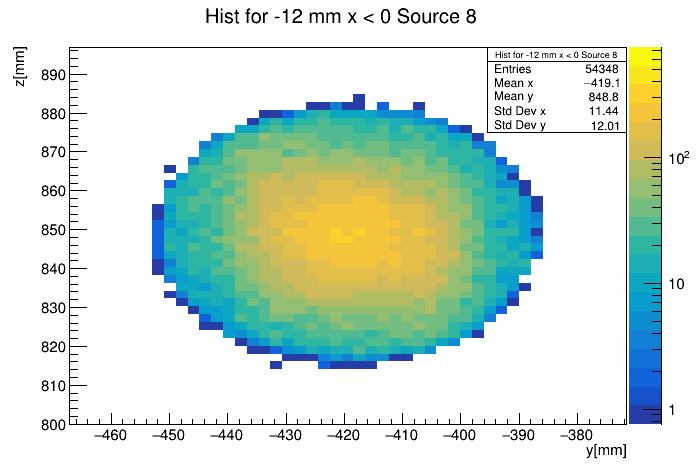 Hist for -12 mm x < 0 Source 8
z[mm]
Hist for -12 mm x < 0 Source 8
Entries 54348
Mean x −419.1
Mean y 848.8
Std Dev x 11.44
Std Dev y 12.01
890
880
870
860
850
840
830
820
810
800
10²
10
1
−460 −450 −440 −430 −420 −410 −400 −390 −380
y[mm]